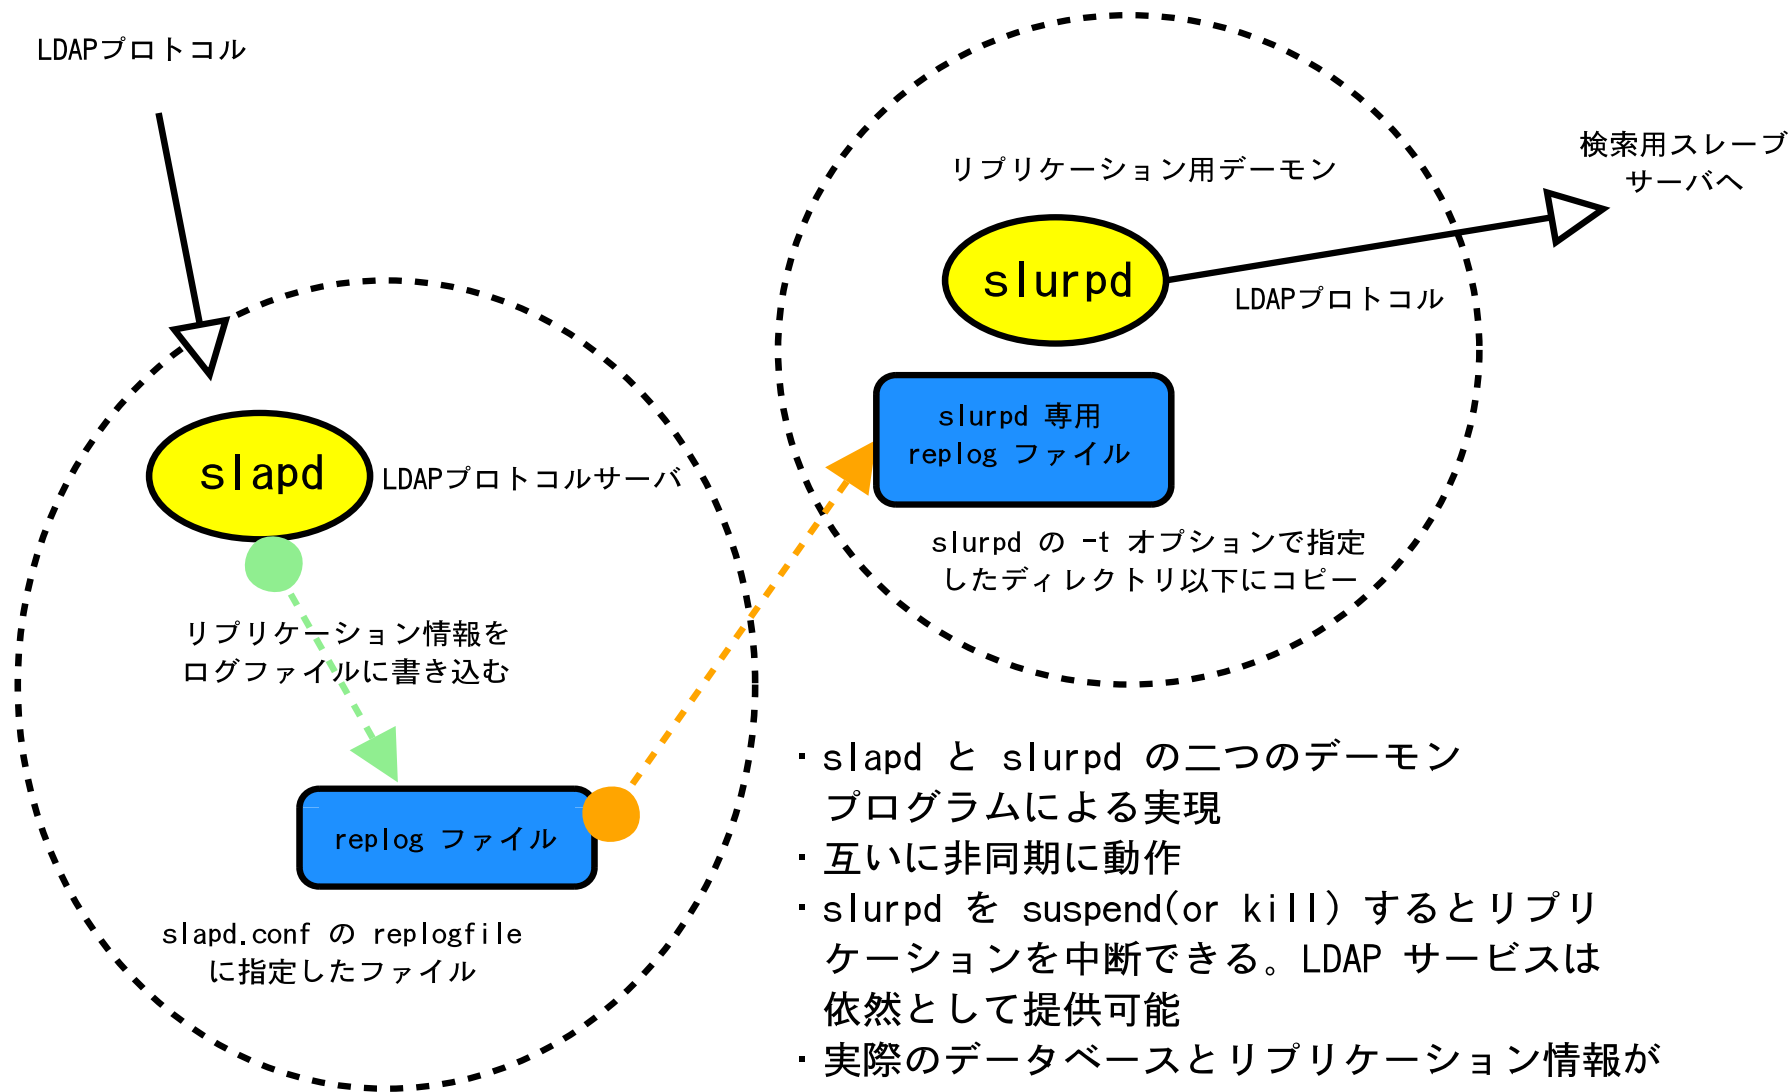 LDAPプロトコル
リプリケーション用デーモン
検索用スレーブ
サーバへ
slurpd
LDAPプロトコル
slurpd 専用
replog ファイル
slurpd の -t オプションで指定
したディレクトリ以下にコピー
slapd
LDAPプロトコルサーバ
リプリケーション情報を
ログファイルに書き込む
replog ファイル
slapd.conf の replogfile
に指定したファイル
・slapd と slurpd の二つのデーモン
プログラムによる実現
・互いに非同期に動作
・slurpd を suspend(or kill) するとリプリ
ケーションを中断できる。LDAP サービスは
依然として提供可能
・実際のデータベースとリプリケーション情報が